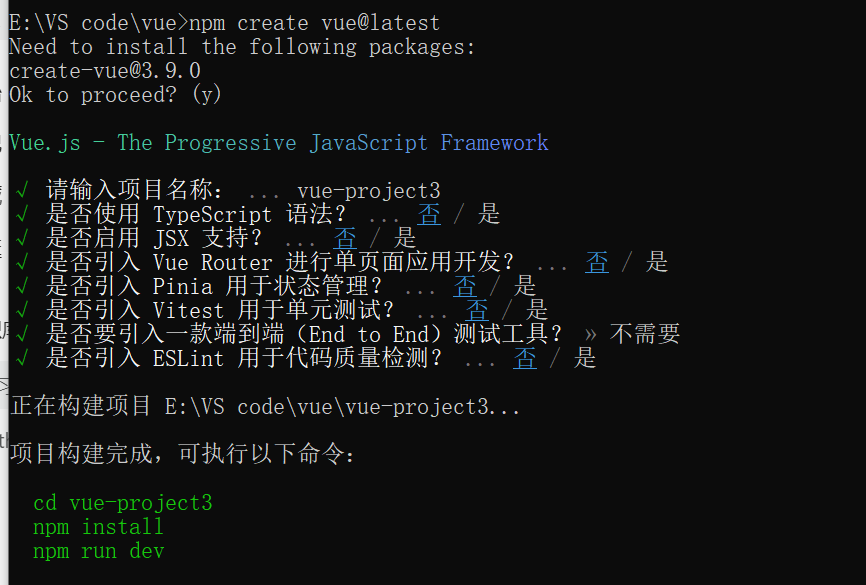 E:\VS code\vue>npm create vue@latest
Need to install the following packages:
create-vue@3.9.0
Ok to proceed? (y)
Vue.js - The Progressive JavaScript Framework
√ 请输入项目名称： ... vue-project3
√ 是否使用 TypeScript 语法？ ... 否 / 是
√ 是否启用 JSX 支持？ ... 否 / 是
√ 是否引入 Vue Router 进行单页面应用开发？ ... 否 / 是
√ 是否引入 Pinia 用于状态管理？ ... 否 / 是
√ 是否引入 Vitest 用于单元测试？ ... 否 / 是
√ 是否要引入一款端到端（End to End）测试工具？ » 不需要
√ 是否引入 ESLint 用于代码质量检测？ ... 否 / 是
正在构建项目 E:\VS code\vue\vue-project3...
项目构建完成，可执行以下命令：
cd vue-project3
npm install
npm run dev